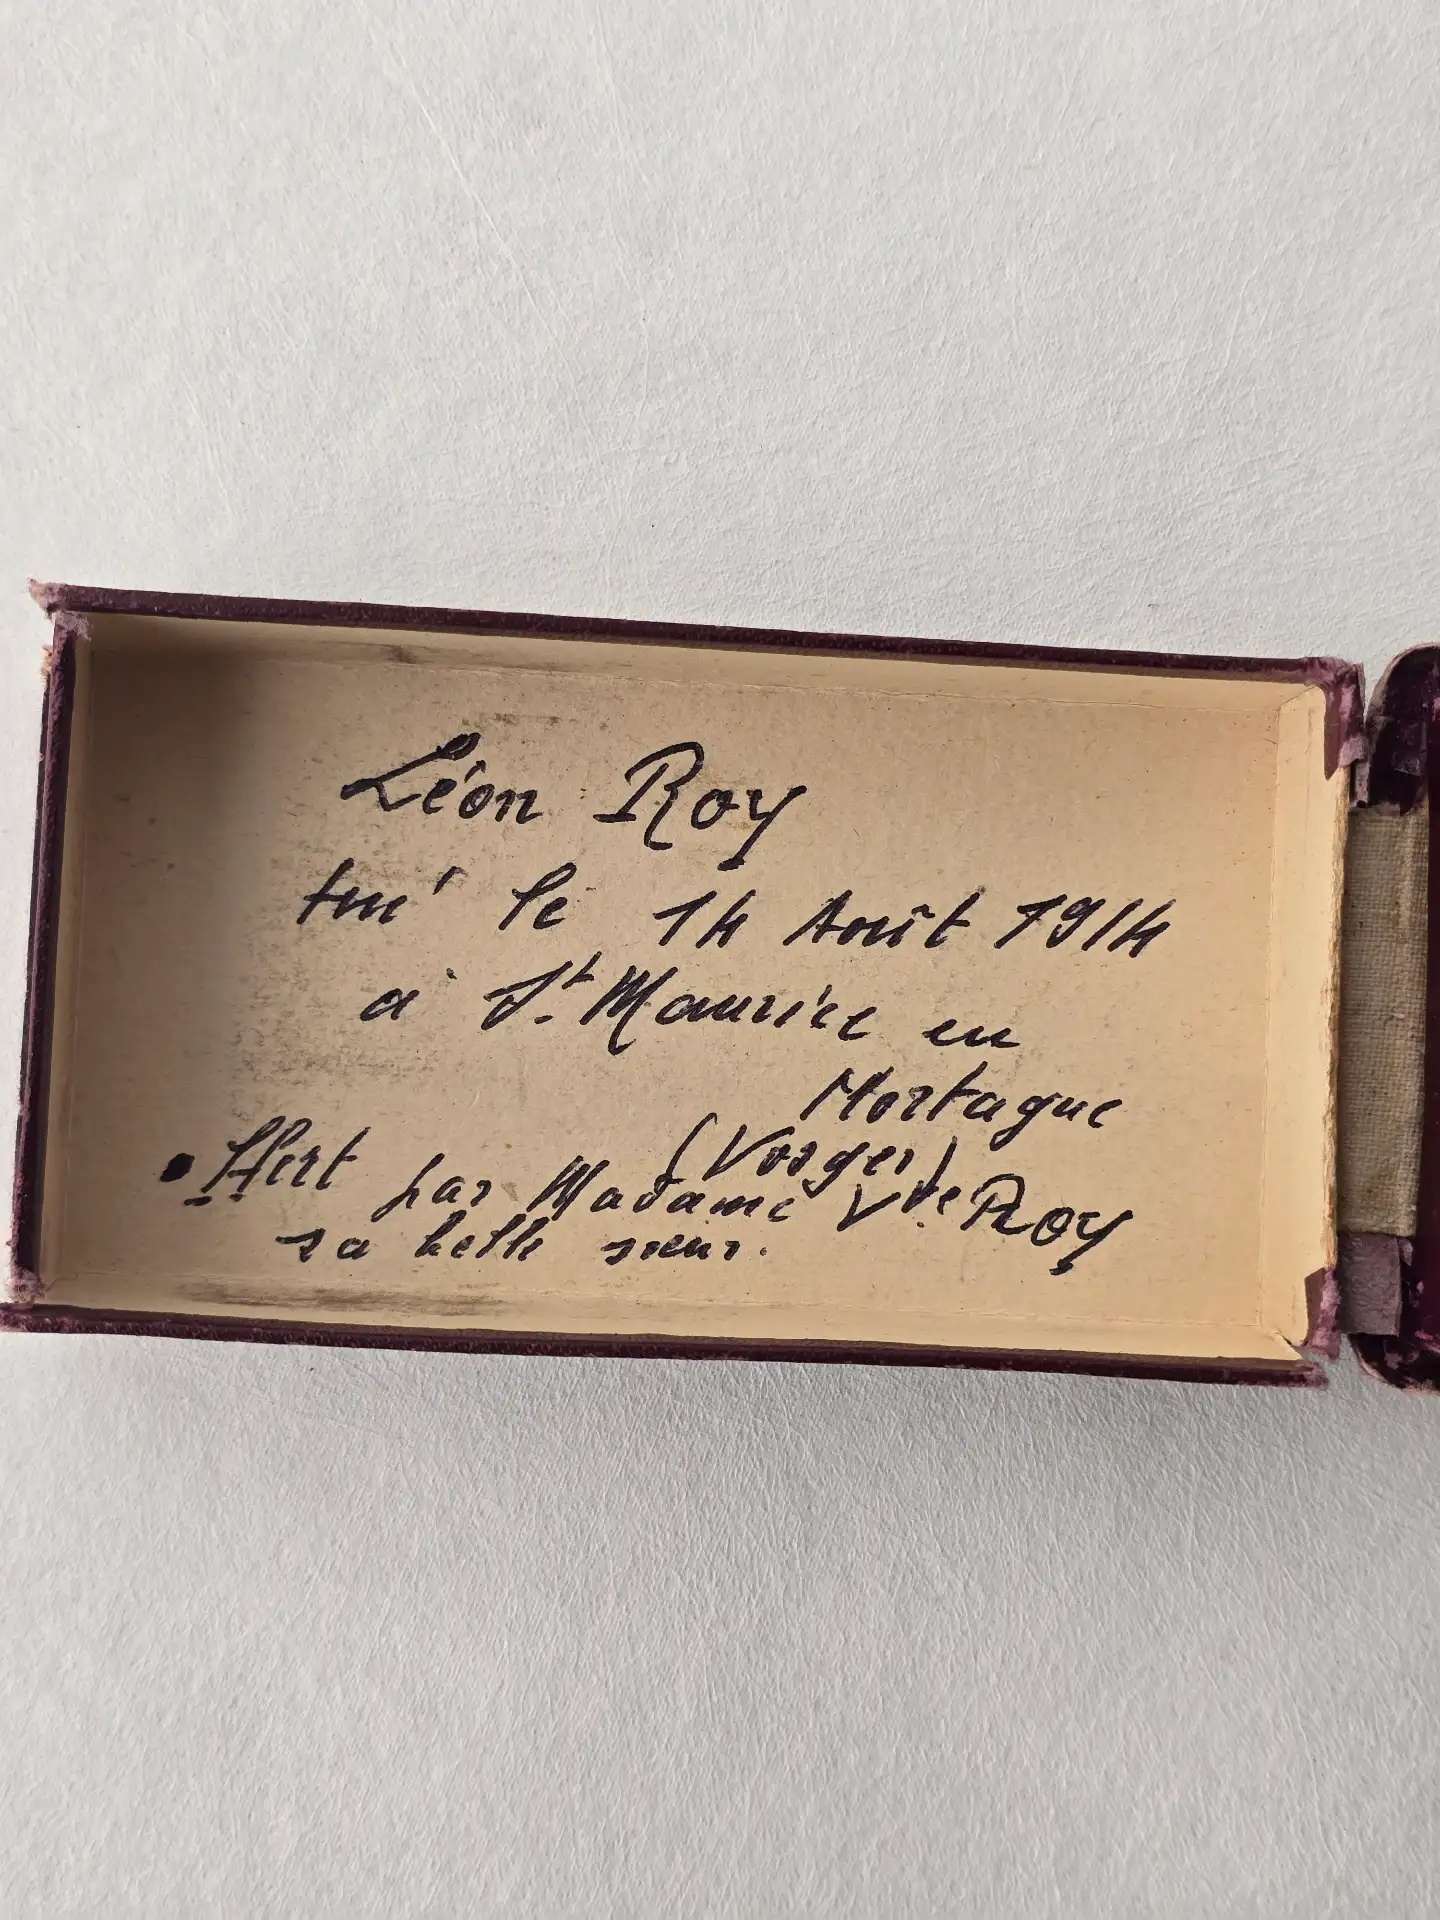 Léon Roy
tué le 14 Août 1914
à St. Maurice en
Mortagne
(Vosges)
Offert par Madame Vve Roy
sa belle sœur.